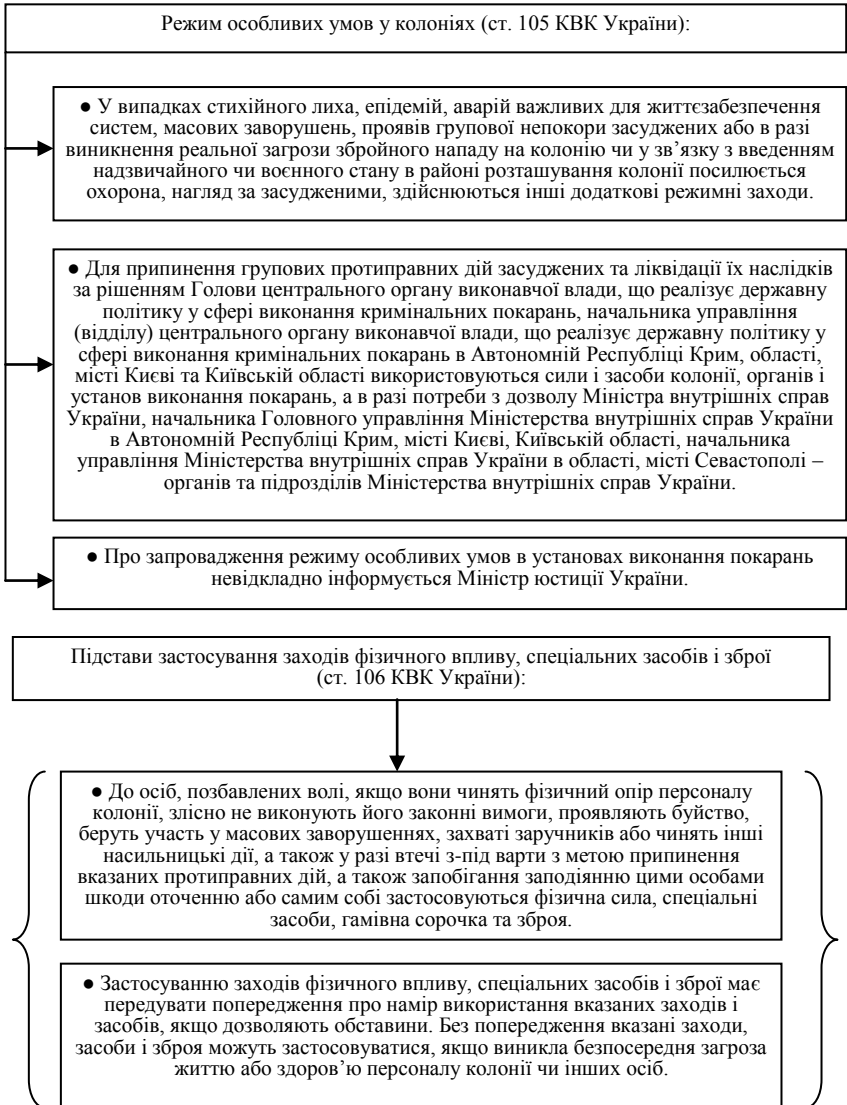 Режим особливих умов у колоніях (ст. 105 КВК України):
● У випадках стихійного лиха, епідемій, аварій важливих для життєзабезпечення
систем, масових заворушень, проявів групової непокори засуджених або в разі
виникнення реальної загрози збройного нападу на колонію чи у зв’язку з введенням
надзвичайного чи воєнного стану в районі розташування колонії посилюється
охорона, нагляд за засудженими, здійснюються інші додаткові режимні заходи.
● Для припинення групових протиправних дій засуджених та ліквідації їх наслідків
за рішенням Голови центрального органу виконавчої влади, що реалізує державну
політику у сфері виконання кримінальних покарань, начальника управління
(відділу) центрального органу виконавчої влади, що реалізує державну політику у
сфері виконання кримінальних покарань в Автономній Республіці Крим, області,
місті Києві та Київській області використовуються сили і засоби колонії, органів і
установ виконання покарань, а в разі потреби з дозволу Міністра внутрішніх справ
України, начальника Головного управління Міністерства внутрішніх справ України
в Автономній Республіці Крим, місті Києві, Київській області, начальника
управління Міністерства внутрішніх справ України в області, місті Севастополі –
органів та підрозділів Міністерства внутрішніх справ України.
● Про запровадження режиму особливих умов в установах виконання покарань
невідкладно інформується Міністр юстиції України.
Підстави застосування заходів фізичного впливу, спеціальних засобів і зброї
(ст. 106 КВК України):
● До осіб, позбавлених волі, якщо вони чинять фізичний опір персоналу
колонії, злісно не виконують його законні вимоги, проявляють буйство,
беруть участь у масових заворушеннях, захваті заручників або чинять інші
насильницькі дії, а також у разі втечі з-під варти з метою припинення
вказаних протиправних дій, а також запобігання заподіянню цими особами
шкоди оточенню або самим собі застосовуються фізична сила, спеціальні
засоби, гамівна сорочка та зброя.
● Застосуванню заходів фізичного впливу, спеціальних засобів і зброї має
передувати попередження про намір використання вказаних заходів і
засобів, якщо дозволяють обставини. Без попередження вказані заходи,
засоби і зброя можуть застосовуватися, якщо виникла безпосередня загроза
життю або здоров’ю персоналу колонії чи інших осіб.